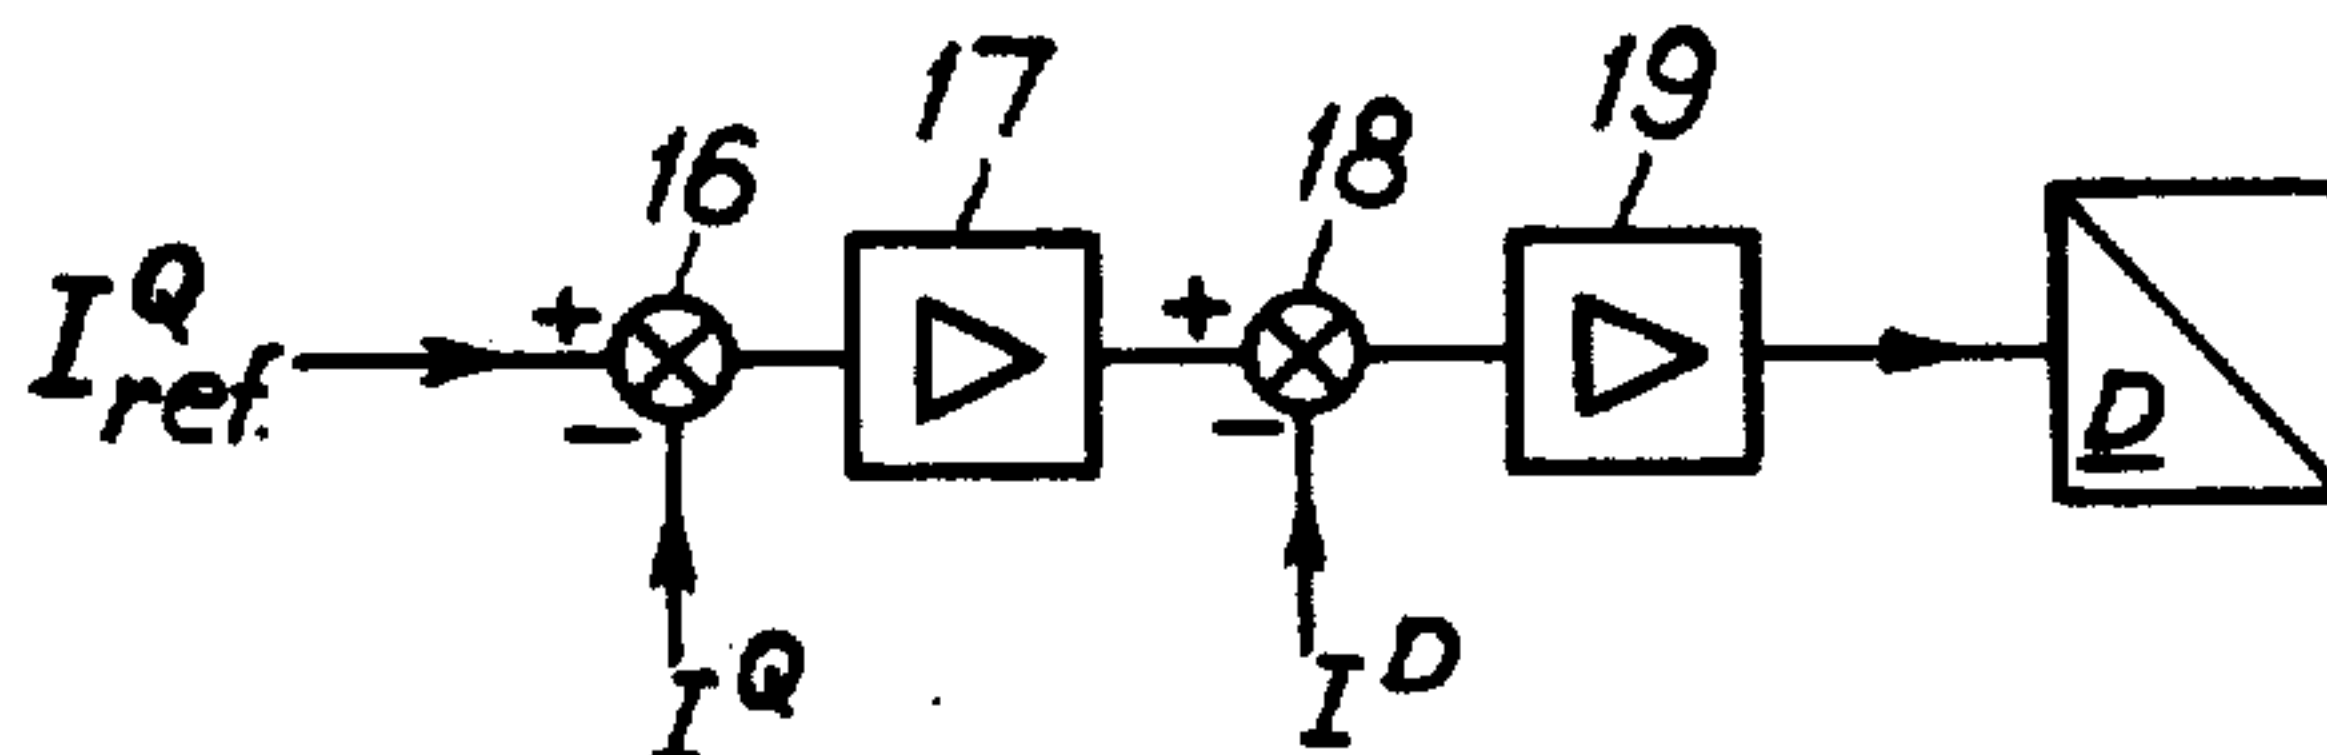 17
19
16
18
I^Q_ref.
+
+
−
−
D
I^Q
I^D